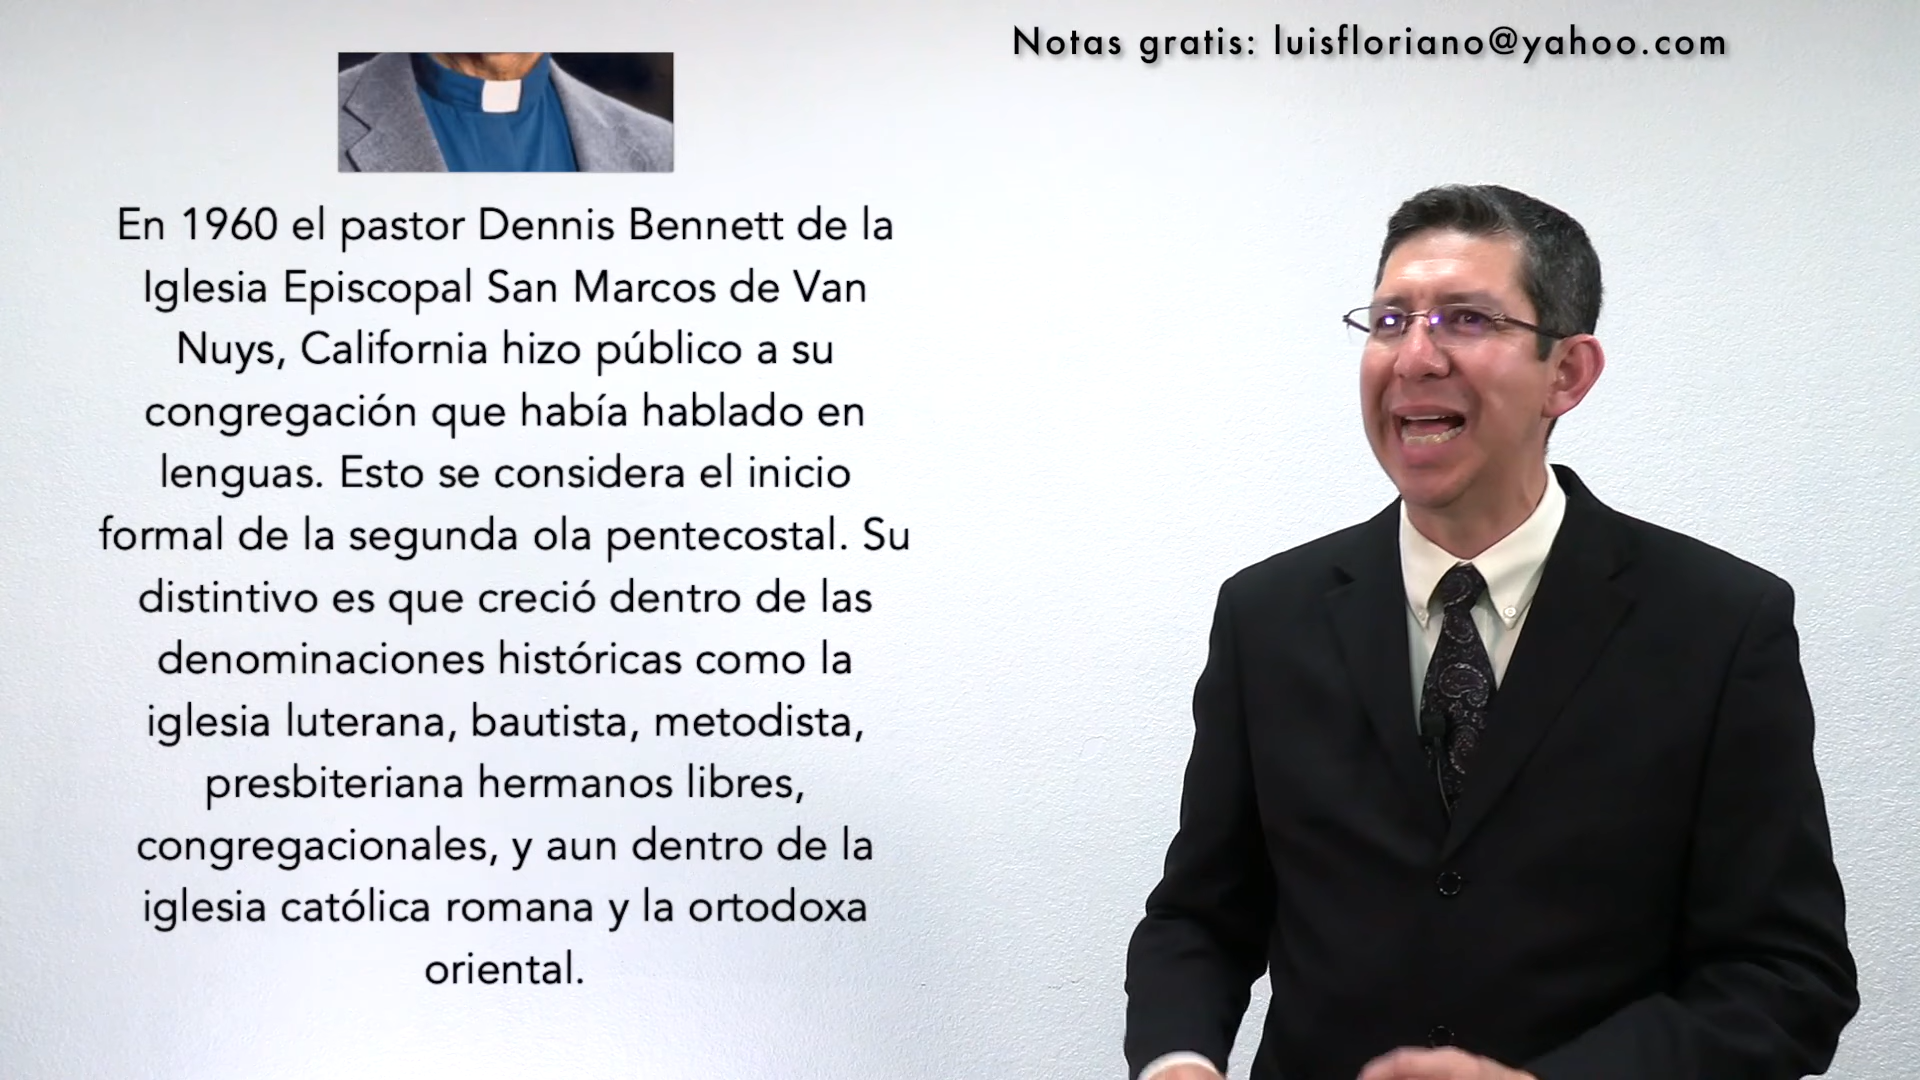 Notas gratis: luisfloriano@yahoo.com
En 1960 el pastor Dennis Bennett de la
Iglesia Episcopal San Marcos de Van
Nuys, California hizo público a su
congregación que había hablado en
lenguas. Esto se considera el inicio
formal de la segunda ola pentecostal. Su
distintivo es que creció dentro de las
denominaciones históricas como la
iglesia luterana, bautista, metodista,
presbiteriana hermanos libres,
congregacionales, y aun dentro de la
iglesia católica romana y la ortodoxa
oriental.